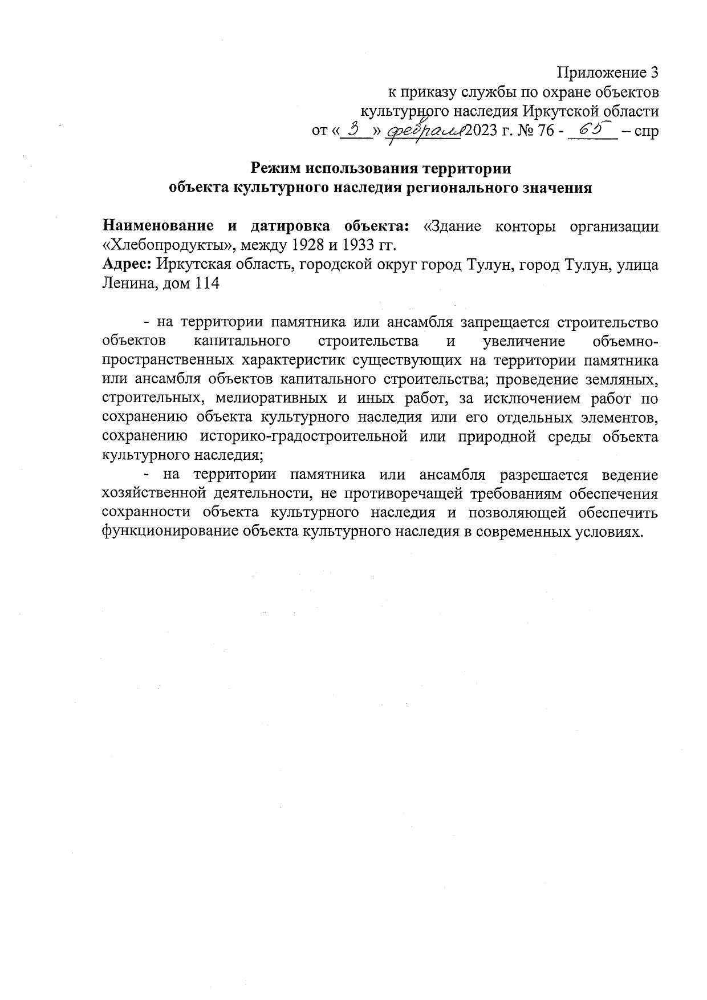 Приложение 3
к приказу службы по охране объектов
культурного наследия Иркутской области
от « 3 » февраля 2023 г. № 76 - 65 – спр
Режим использования территории
объекта культурного наследия регионального значения
Наименование и датировка объекта: «Здание конторы организации
«Хлебопродукты», между 1928 и 1933 гг.
Адрес: Иркутская область, городской округ город Тулун, город Тулун, улица
Ленина, дом 114
- на территории памятника или ансамбля запрещается строительство
объектов капитального строительства и увеличение объемно-
пространственных характеристик существующих на территории памятника
или ансамбля объектов капитального строительства; проведение земляных,
строительных, мелиоративных и иных работ, за исключением работ по
сохранению объекта культурного наследия или его отдельных элементов,
сохранению историко-градостроительной или природной среды объекта
культурного наследия;
- на территории памятника или ансамбля разрешается ведение
хозяйственной деятельности, не противоречащей требованиям обеспечения
сохранности объекта культурного наследия и позволяющей обеспечить
функционирование объекта культурного наследия в современных условиях.